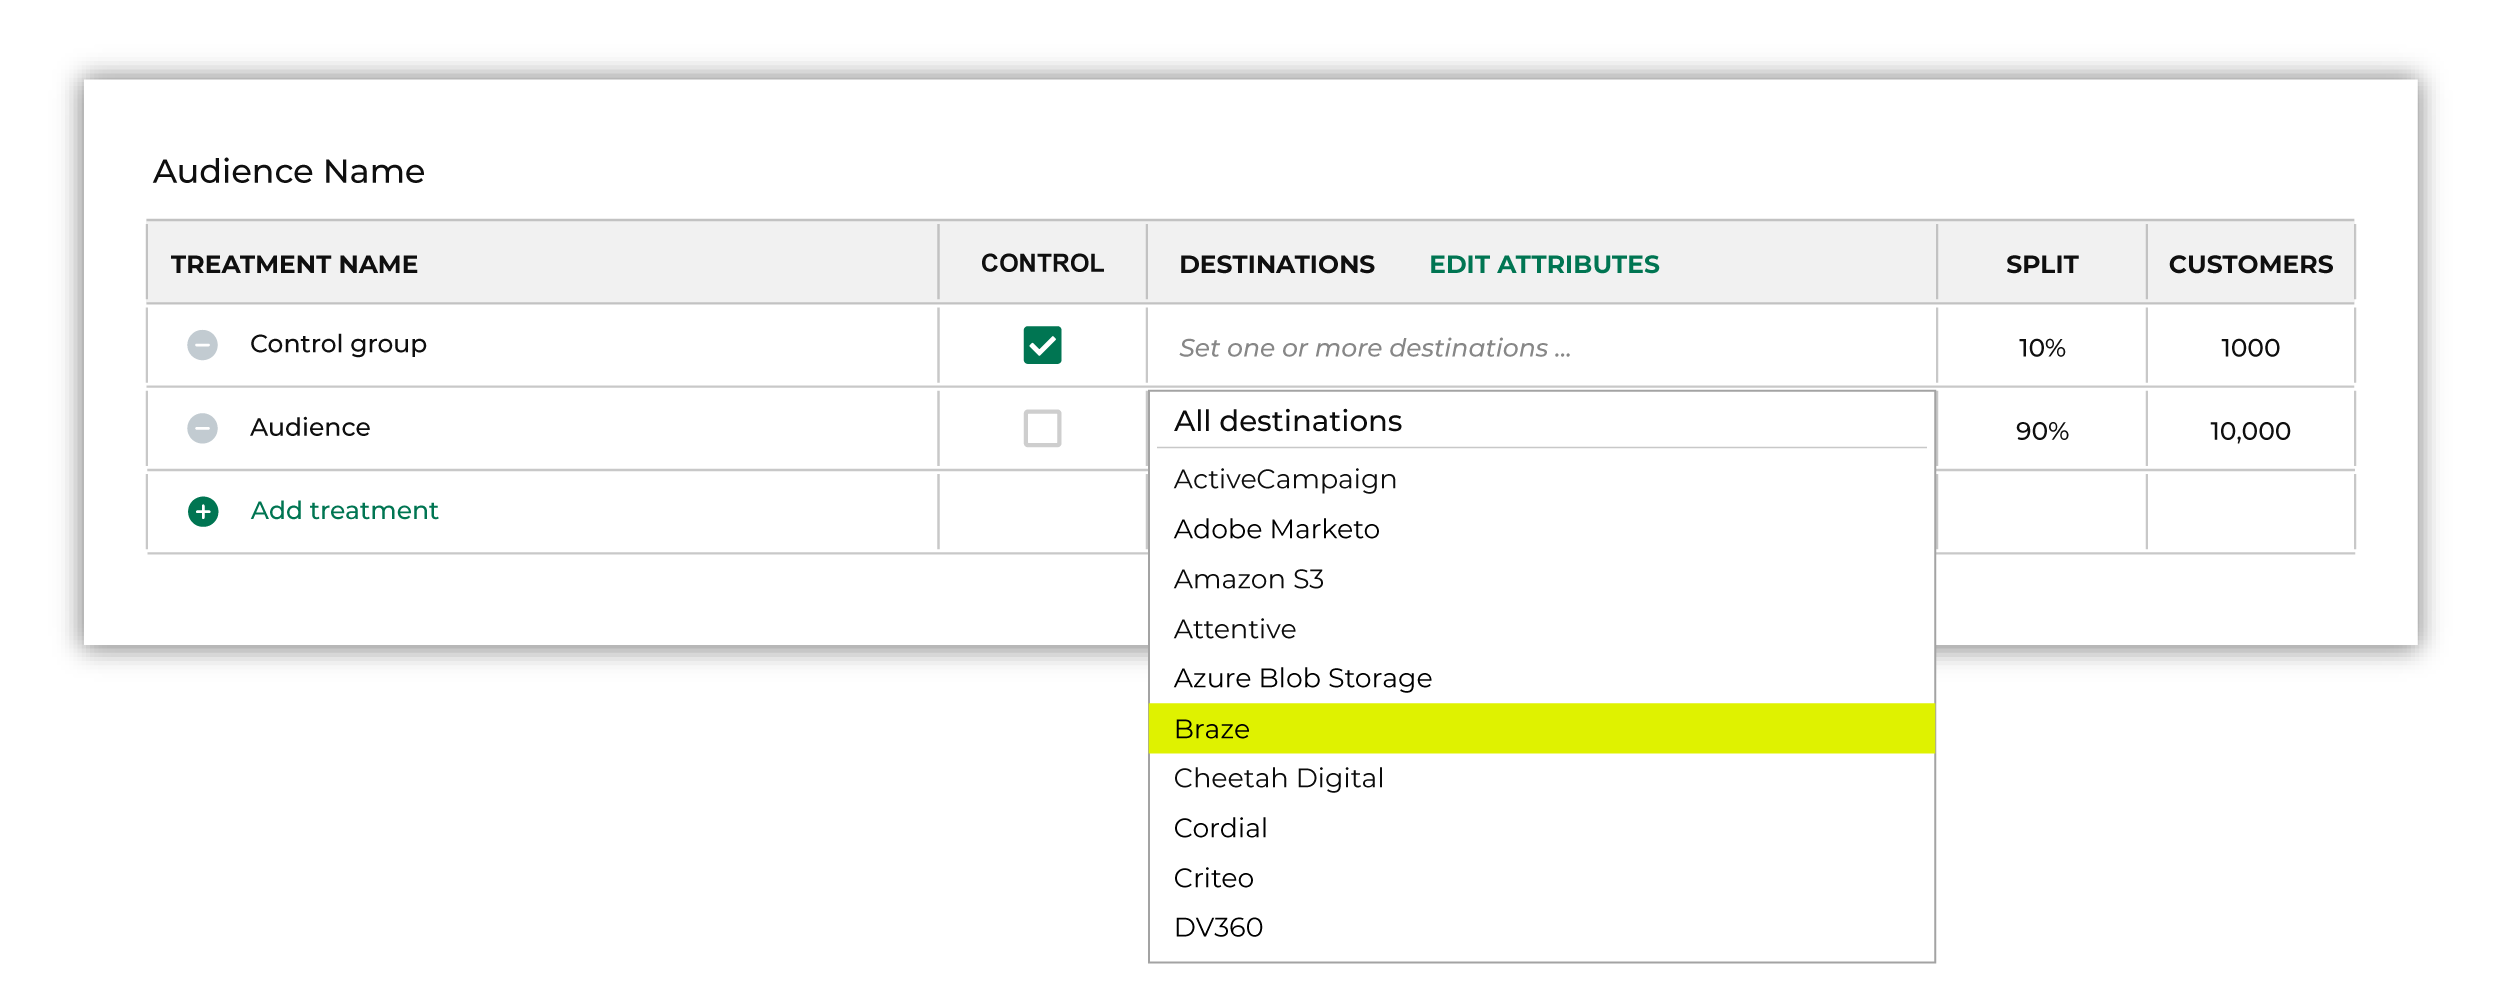 Audience Name
TREATMENT NAME CONTROL DESTINATIONS EDIT ATTRIBUTES SPLIT CUSTOMERS
Control group Set one or more destinations ... 10% 1000
Audience 90% 10,000
Add treatment
All destinations
ActiveCampaign
Adobe Marketo
Amazon S3
Attentive
Azure Blob Storage
Braze
Cheetah Digital
Cordial
Criteo
DV360